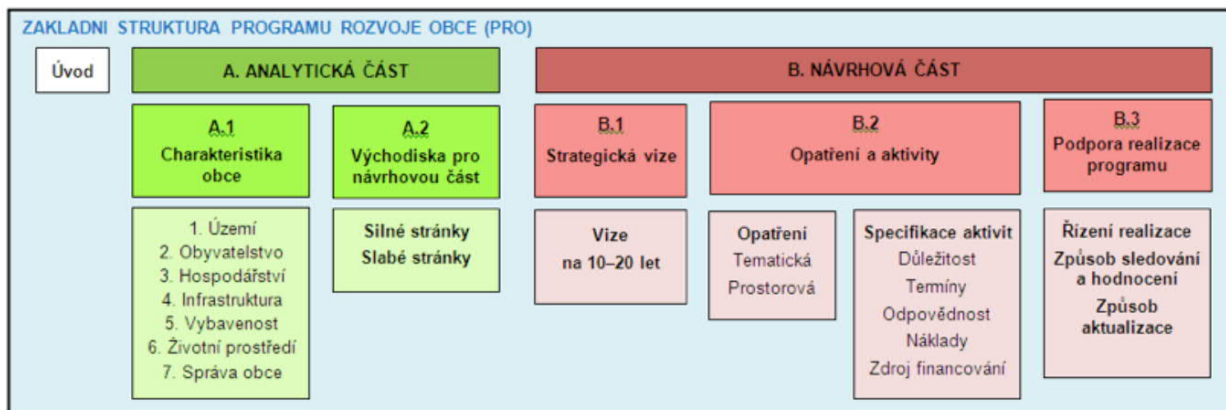 ZAKLADNI STRUKTURA PROGRAMU ROZVOJE OBCE (PRO)
Úvod
A. ANALYTICKÁ ČÁST
B. NÁVRHOVÁ ČÁST
A.1
Charakteristika
obce
A.2
Východiska pro
návrhovou část
B.1
Strategická vize
B.2
Opatření a aktivity
B.3
Podpora realizace
programu
1. Území
2. Obyvatelstvo
3. Hospodářství
4. Infrastruktura
5. Vybavenost
6. Životní prostředí
7. Správa obce
Silné stránky
Slabé stránky
Vize
na 10–20 let
Opatření
Tematická
Prostorová
Specifikace aktivit
Důležitost
Termíny
Odpovědnost
Náklady
Zdroj financování
Řízení realizace
Způsob sledování
a hodnocení
Způsob
aktualizace